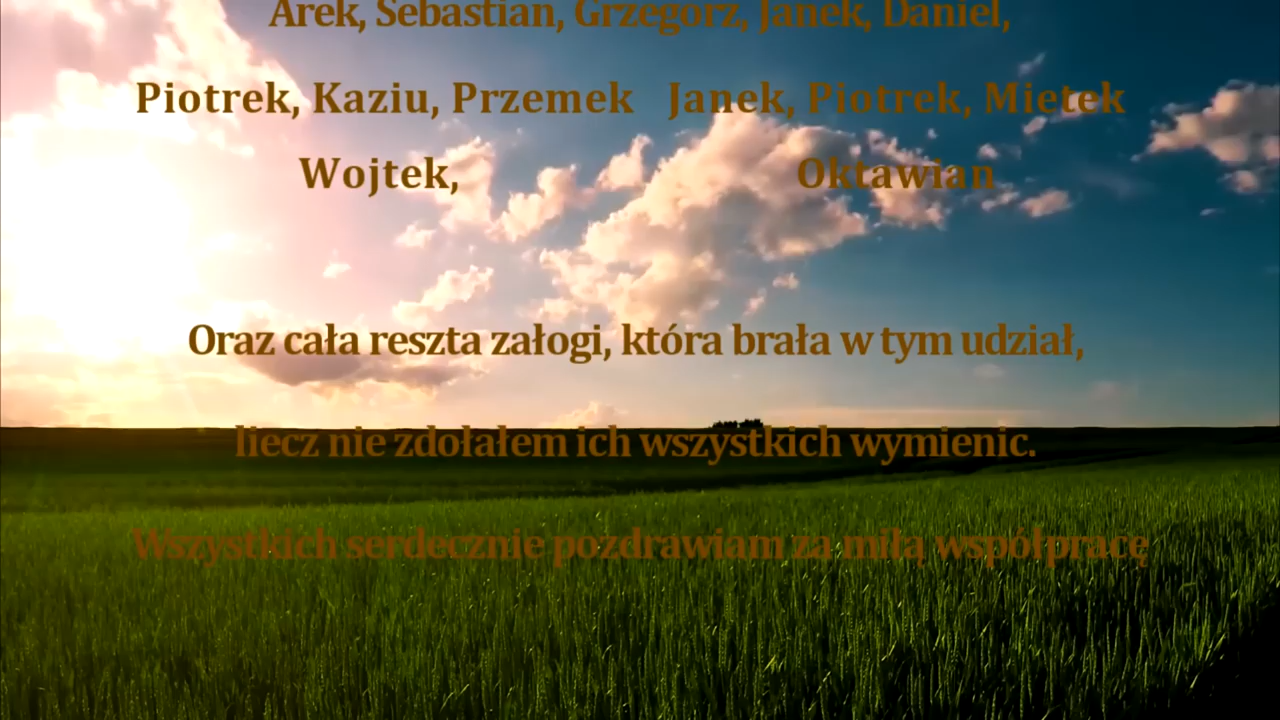 Arek, Sebastian, Grzegorz, Janek, Daniel,
Piotrek, Kaziu, Przemek Janek, Piotrek, Mietek
Wojtek, Oktawian
Oraz cała reszta załogi, która brała w tym udział,
liecz nie zdołałem ich wszystkich wymienic.
Wszystkich serdecznie pozdrawiam za miłą współpracę